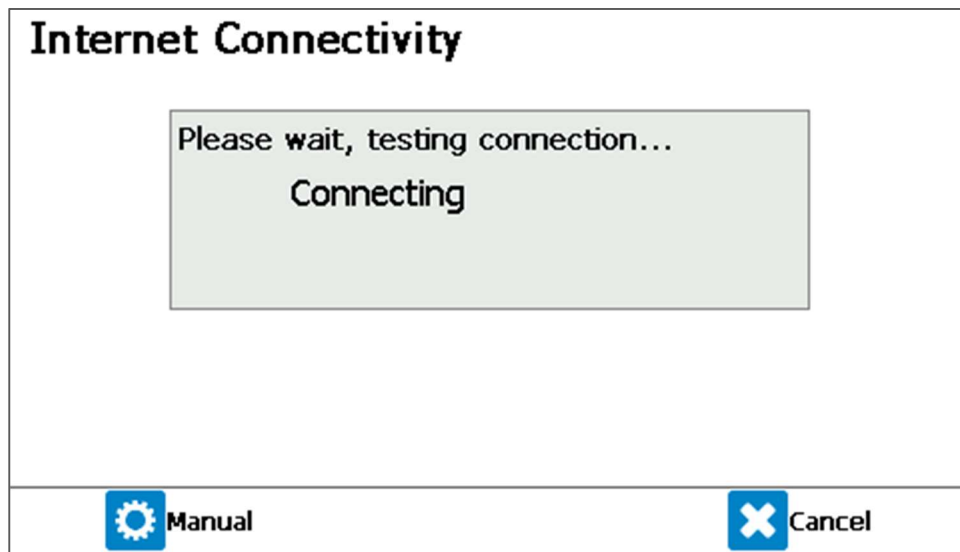 Internet Connectivity
Please wait, testing connection...
Connecting
Manual
Cancel